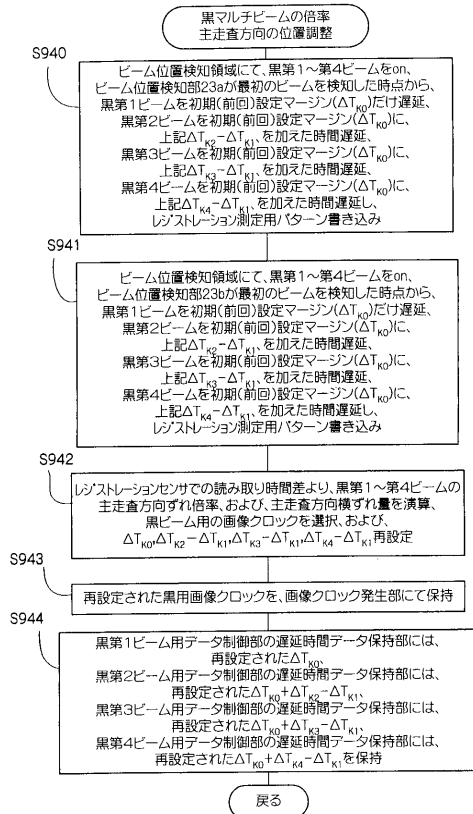 黒マルチビームの倍率
主走査方向の位置調整
S940
ビーム位置検知領域にて、黒第1〜第4ビームをon、
ビーム位置検知部23aが最初のビームを検知した時点から、
黒第1ビームを初期(前回)設定マージン(ΔTK0)だけ遅延、
黒第2ビームを初期(前回)設定マージン(ΔTK0)に、
上記ΔTK2−ΔTK1、を加えた時間遅延、
黒第3ビームを初期(前回)設定マージン(ΔTK0)に、
上記ΔTK3−ΔTK1、を加えた時間遅延、
黒第4ビームを初期(前回)設定マージン(ΔTK0)に、
上記ΔTK4−ΔTK1、を加えた時間遅延し、
レジストレーション測定用パターン書き込み
S941
ビーム位置検知領域にて、黒第1〜第4ビームをon、
ビーム位置検知部23bが最初のビームを検知した時点から、
黒第1ビームを初期(前回)設定マージン(ΔTK0)だけ遅延、
黒第2ビームを初期(前回)設定マージン(ΔTK0)に、
上記ΔTK2−ΔTK1、を加えた時間遅延、
黒第3ビームを初期(前回)設定マージン(ΔTK0)に、
上記ΔTK3−ΔTK1、を加えた時間遅延、
黒第4ビームを初期(前回)設定マージン(ΔTK0)に、
上記ΔTK4−ΔTK1、を加えた時間遅延し、
レジストレーション測定用パターン書き込み
S942
レジストレーションセンサでの読み取り時間差より、黒第1〜第4ビームの
主走査方向ずれ倍率、および、主走査方向横ずれ量を演算、
黒ビーム用の画像クロックを選択、および、
ΔTK0,ΔTK2−ΔTK1,ΔTK3−ΔTK1,ΔTK4−ΔTK1再設定
S943
再設定された黒用画像クロックを、画像クロック発生部にて保持
S944
黒第1ビーム用データ制御部の遅延時間データ保持部には、
再設定されたΔTK0、
黒第2ビーム用データ制御部の遅延時間データ保持部には、
再設定されたΔTK0+ΔTK2−ΔTK1、
黒第3ビーム用データ制御部の遅延時間データ保持部には、
再設定されたΔTK0+ΔTK3−ΔTK1、
黒第4ビーム用データ制御部の遅延時間データ保持部には、
再設定されたΔTK0+ΔTK4−ΔTK1を保持
戻る